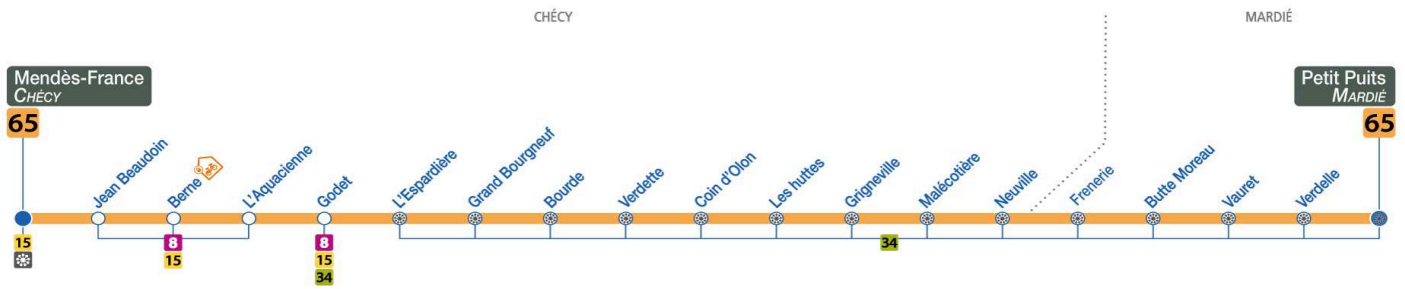 CHÉCY
MARDIÉ
Mendès-France
CHÉCY
65
Petit Puits
MARDIÉ
65
Jean Beaudoin
Berne
L'Aquacienne
Godet
L'Espardière
Grand Bourgneuf
Bourde
Verdette
Coin d'Olon
Les huttes
Grigneville
Malécotière
Neuville
Frenerie
Butte Moreau
Vauret
Verdelle
15
8
15
8
15
34
34